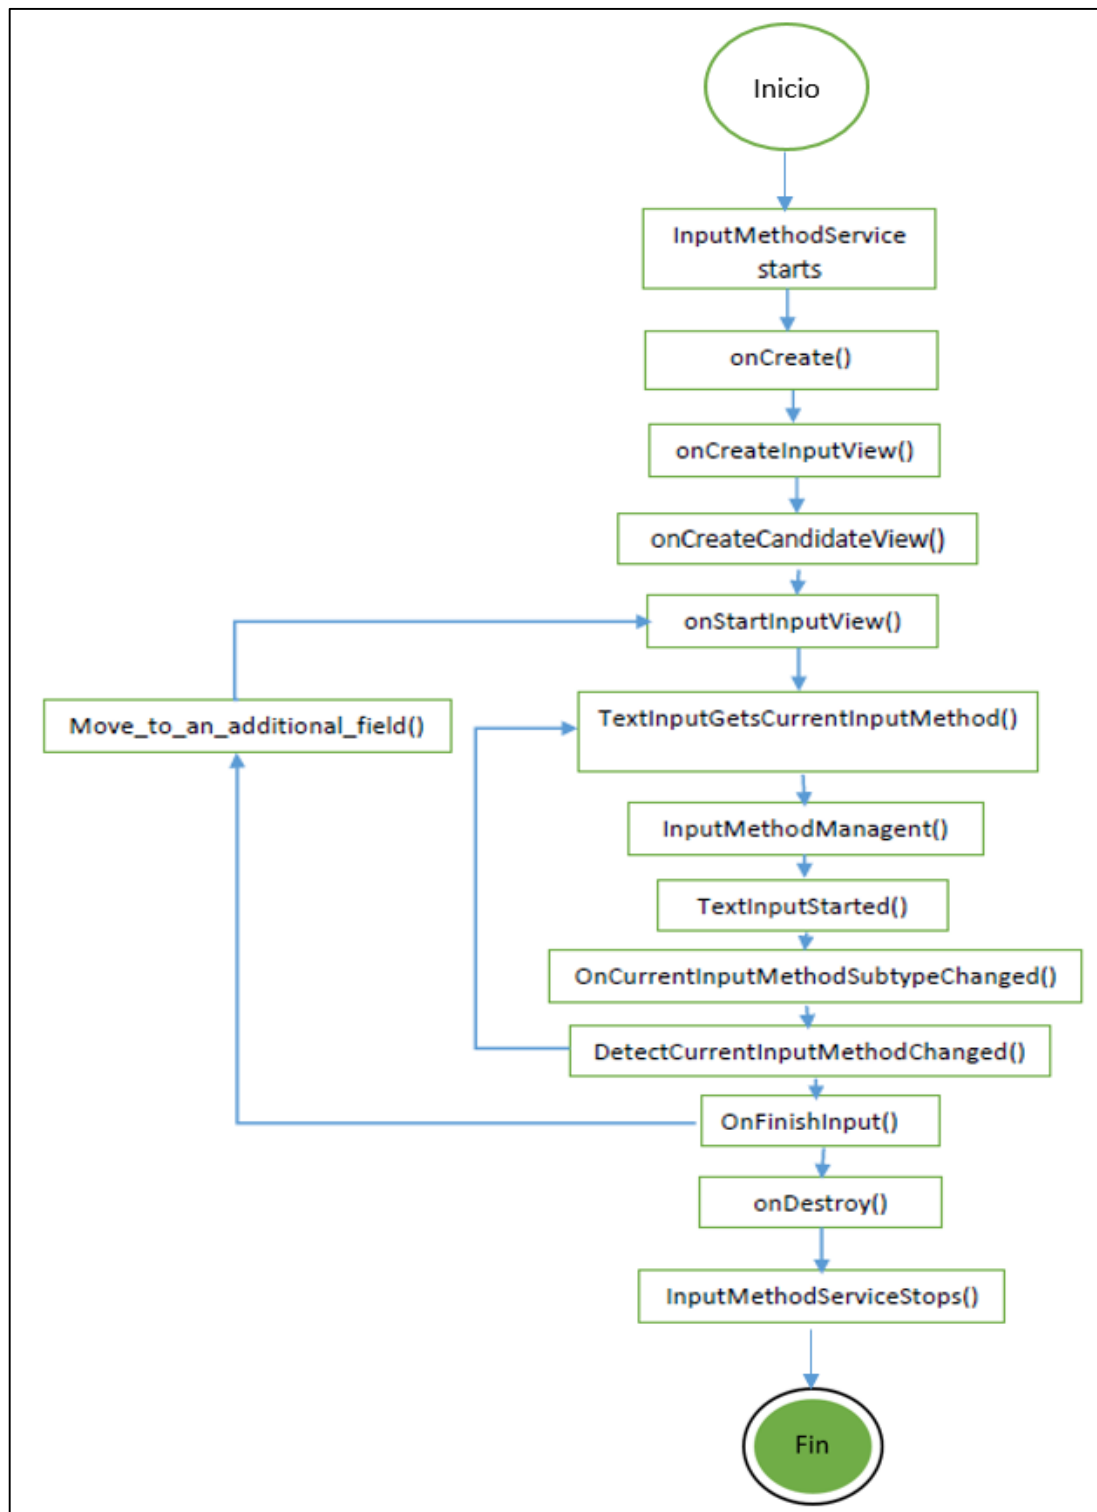 Inicio
InputMethodService
starts
onCreate()
onCreateInputView()
onCreateCandidateView()
onStartInputView()
Move_to_an_additional_field()
TextInputGetsCurrentInputMethod()
InputMethodManagent()
TextInputStarted()
OnCurrentInputMethodSubtypeChanged()
DetectCurrentInputMethodChanged()
OnFinishInput()
onDestroy()
InputMethodServiceStops()
Fin